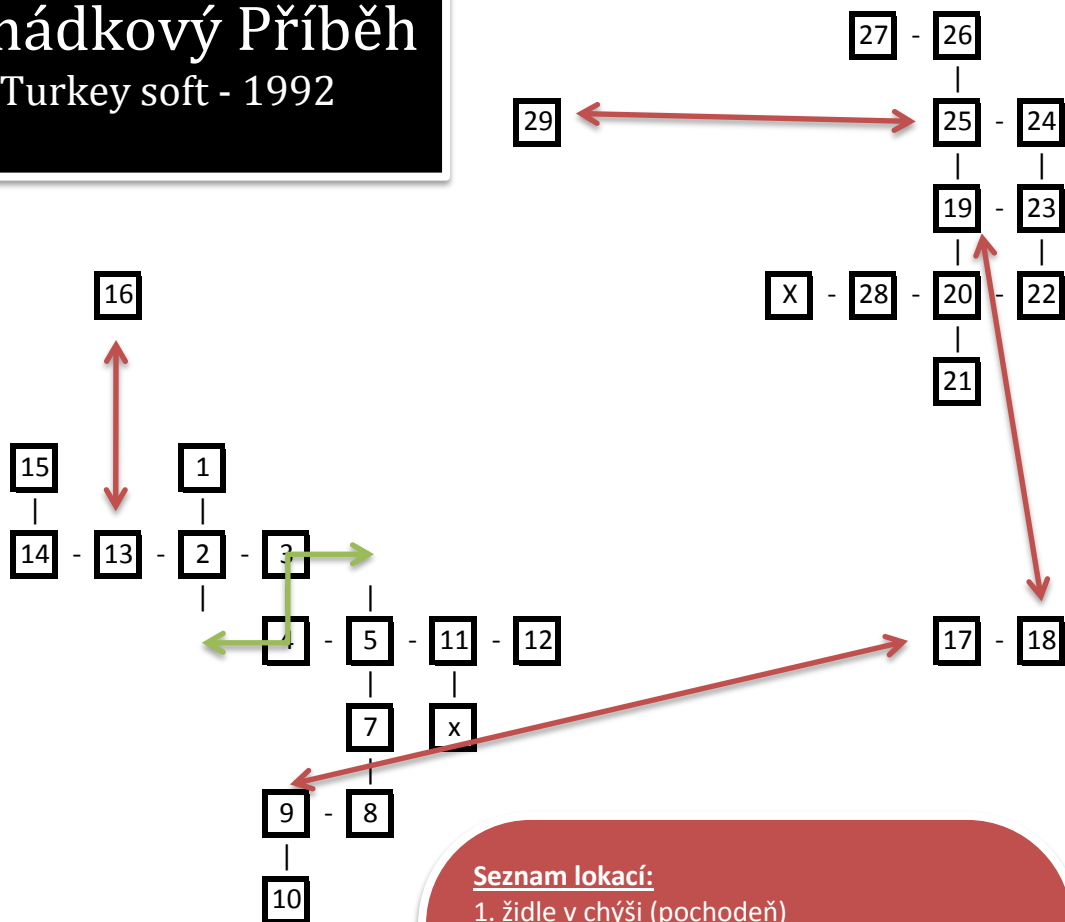 hádkový Příběh
Turkey soft - 1992
27 - 26
|
29 25 - 24
| |
19 - 23
| |
16 X - 28 - 20 - 22
|
21
15 1
| |
14 - 13 - 2 - 3
| |
4 - 5 - 11 - 12 17 - 18
| |
7 x
|
9 - 8
|
10
Seznam lokací:
1. židle v chýši (pochodeň)